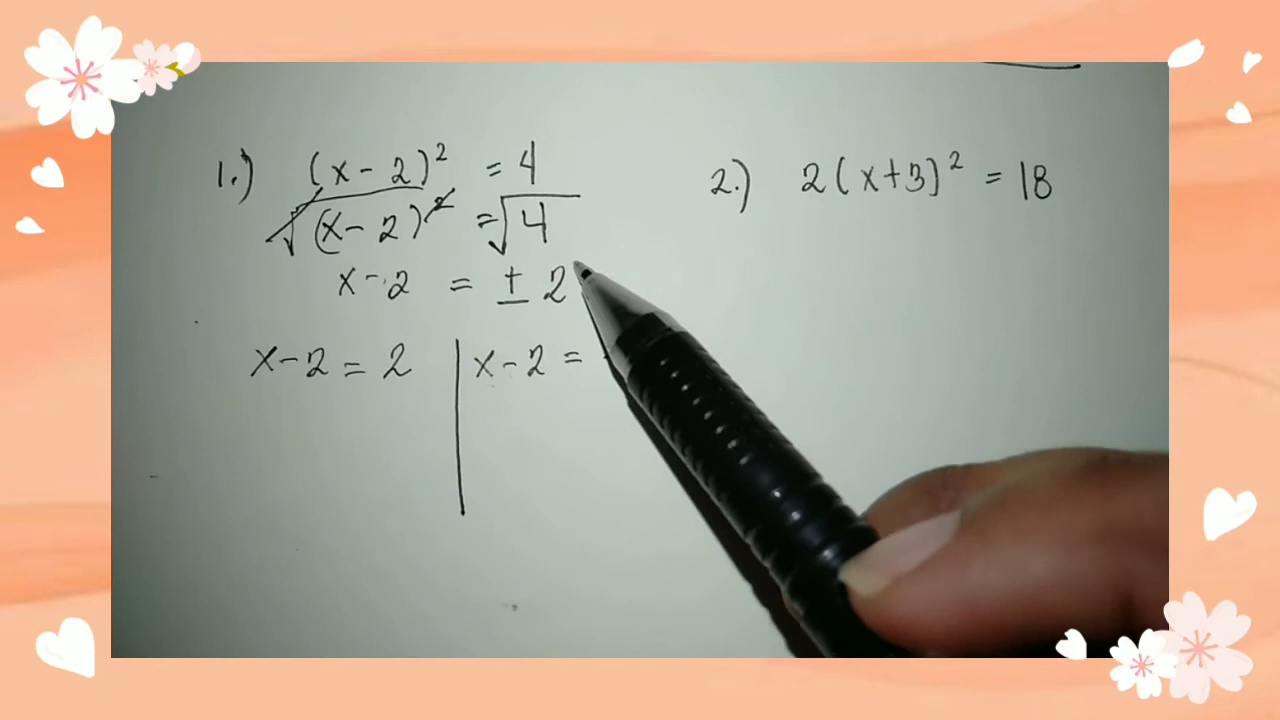 1.) (x - 2)² = 4
√(x - 2)² = √4
x - 2 = ± 2
x - 2 = 2 | x - 2 =
2.) 2(x+3)² = 18